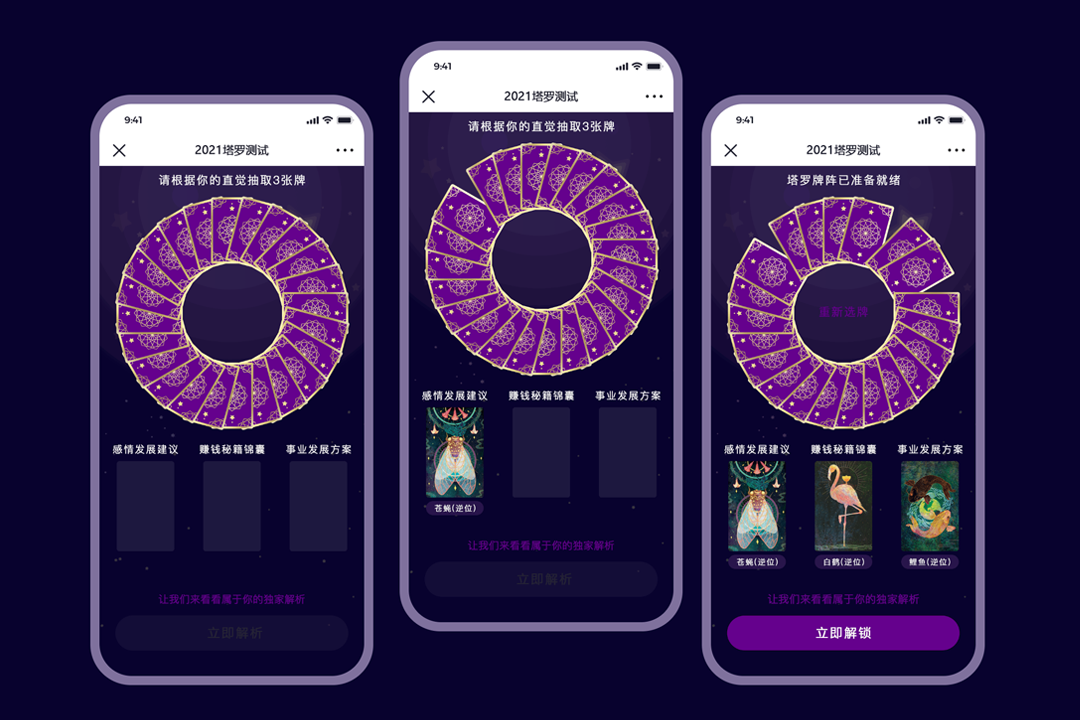 9:41
2021塔罗测试
请根据你的直觉抽取3张牌
感情发展建议
赚钱秘籍锦囊
事业发展方案
让我们来看看属于你的独家解析
立即解析
9:41
2021塔罗测试
请根据你的直觉抽取3张牌
感情发展建议
赚钱秘籍锦囊
事业发展方案
苍蝇(逆位)
让我们来看看属于你的独家解析
立即解析
9:41
2021塔罗测试
塔罗牌阵已准备就绪
重新选牌
感情发展建议
赚钱秘籍锦囊
事业发展方案
苍蝇(逆位)
白鹤(逆位)
鲤鱼(逆位)
让我们来看看属于你的独家解析
立即解锁